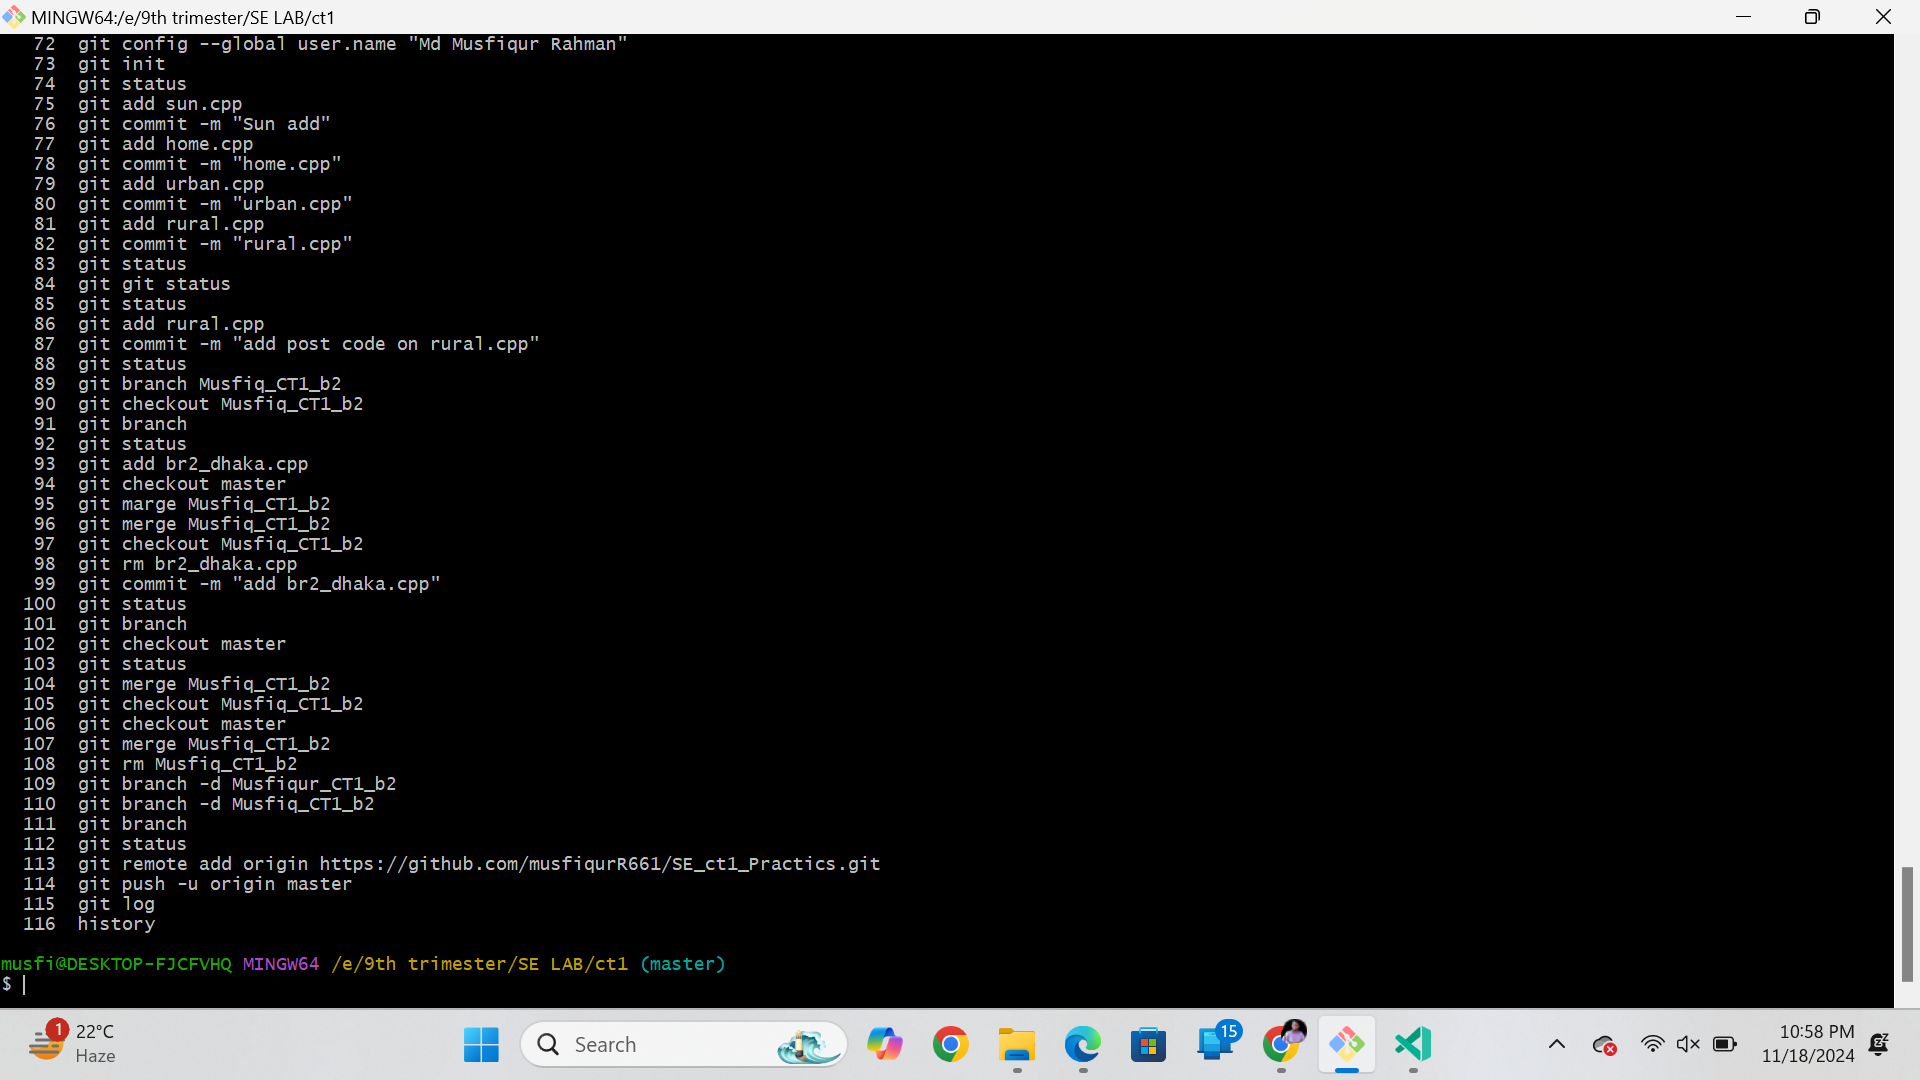 MINGW64:/e/9th trimester/SE LAB/ct1
72 git config --global user.name "Md Musfiqur Rahman"
73 git init
74 git status
75 git add sun.cpp
76 git commit -m "Sun add"
77 git add home.cpp
78 git commit -m "home.cpp"
79 git add urban.cpp
80 git commit -m "urban.cpp"
81 git add rural.cpp
82 git commit -m "rural.cpp"
83 git status
84 git git status
85 git status
86 git add rural.cpp
87 git commit -m "add post code on rural.cpp"
88 git status
89 git branch Musfiq_CT1_b2
90 git checkout Musfiq_CT1_b2
91 git branch
92 git status
93 git add br2_dhaka.cpp
94 git checkout master
95 git marge Musfiq_CT1_b2
96 git merge Musfiq_CT1_b2
97 git checkout Musfiq_CT1_b2
98 git rm br2_dhaka.cpp
99 git commit -m "add br2_dhaka.cpp"
100 git status
101 git branch
102 git checkout master
103 git status
104 git merge Musfiq_CT1_b2
105 git checkout Musfiq_CT1_b2
106 git checkout master
107 git merge Musfiq_CT1_b2
108 git rm Musfiq_CT1_b2
109 git branch -d Musfiqur_CT1_b2
110 git branch -d Musfiq_CT1_b2
111 git branch
112 git status
113 git remote add origin https://github.com/musfiqurR661/SE_ct1_Practics.git
114 git push -u origin master
115 git log
116 history
musfi@DESKTOP-FJCFVHQ MINGW64 /e/9th trimester/SE LAB/ct1 (master)
$
1
22°C
Haze
Search
15
10:58 PM
11/18/2024